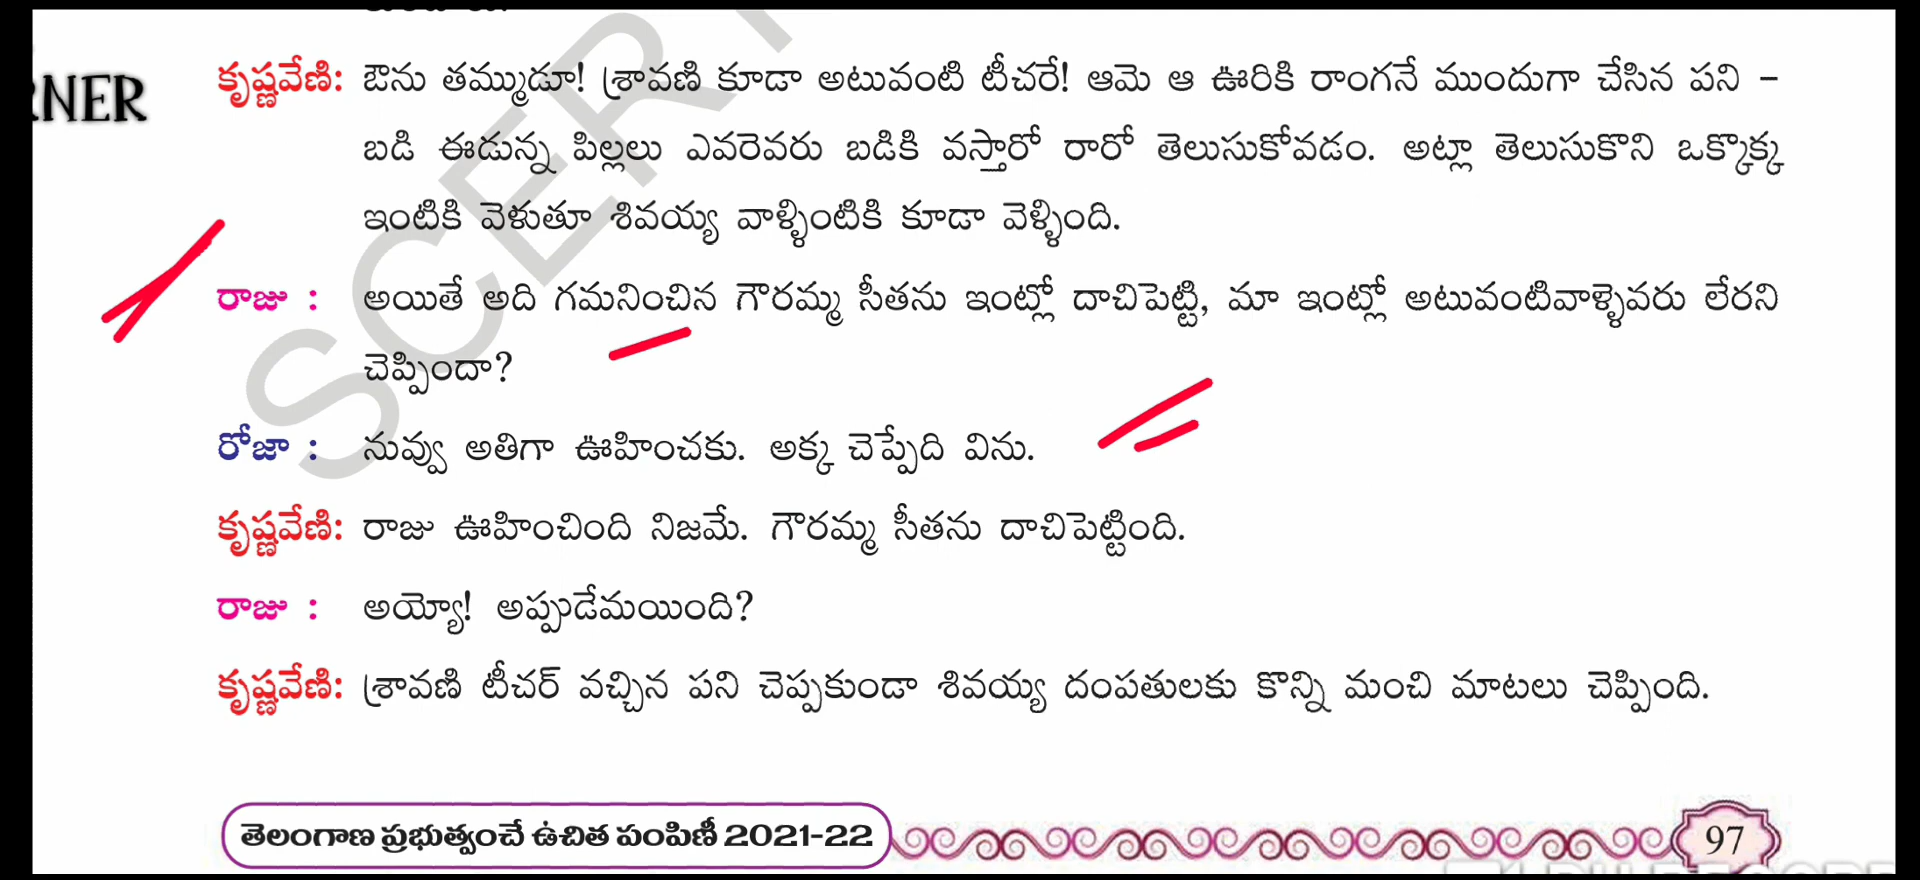 RNER
కృష్ణవేణి: ఔను తమ్ముడూ! శ్రావణి కూడా అటువంటి టీచరే! ఆమె ఆ ఊరికి రాంగనే ముందుగా చేసిన పని –
బడి ఈడున్న పిల్లలు ఎవరెవరు బడికి వస్తారో రారో తెలుసుకోవడం. అట్లా తెలుసుకొని ఒక్కొక్క
ఇంటికి వెళుతూ శివయ్య వాళ్ళింటికి కూడా వెళ్ళింది.
రాజు : అయితే అది గమనించిన గౌరమ్మ సీతను ఇంట్లో దాచిపెట్టి, మా ఇంట్లో అటువంటివాళ్ళెవరు లేరని
చెప్పిందా?
రోజా : నువ్వు అతిగా ఊహించకు. అక్క చెప్పేది విను.
కృష్ణవేణి: రాజు ఊహించింది నిజమే. గౌరమ్మ సీతను దాచిపెట్టింది.
రాజు : అయ్యో! అప్పుడేమయింది?
కృష్ణవేణి: శ్రావణి టీచర్ వచ్చిన పని చెప్పకుండా శివయ్య దంపతులకు కొన్ని మంచి మాటలు చెప్పింది.
SCERT
తెలంగాణ ప్రభుత్వంచే ఉచిత పంపిణీ 2021-22
97